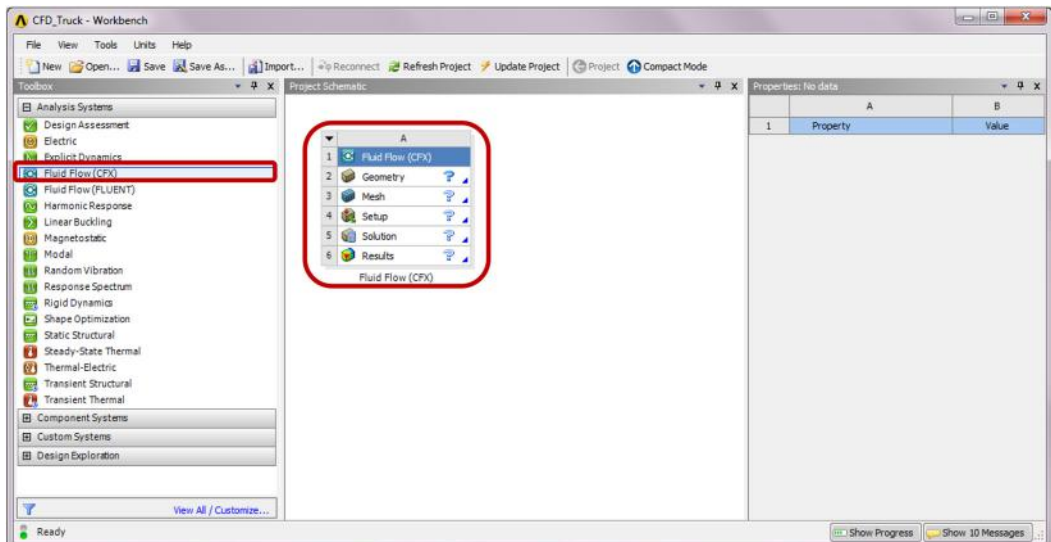 CFD_Truck - Workbench
File View Tools Units Help
New Open... Save Save As... Import... Reconnect Refresh Project Update Project Project Compact Mode
Toolbox
Analysis Systems
Design Assessment
Electric
Explicit Dynamics
Fluid Flow (CFX)
Fluid Flow (FLUENT)
Harmonic Response
Linear Buckling
Magnetostatic
Modal
Random Vibration
Response Spectrum
Rigid Dynamics
Shape Optimization
Static Structural
Steady-State Thermal
Thermal-Electric
Transient Structural
Transient Thermal
Component Systems
Custom Systems
Design Exploration
View All / Customize...
Project Schematic
A
1 Fluid Flow (CFX)
2 Geometry ?
3 Mesh ?
4 Setup ?
5 Solution ?
6 Results ?
Fluid Flow (CFX)
Properties: No data
A B
1 Property Value
Ready
Show Progress Show 10 Messages